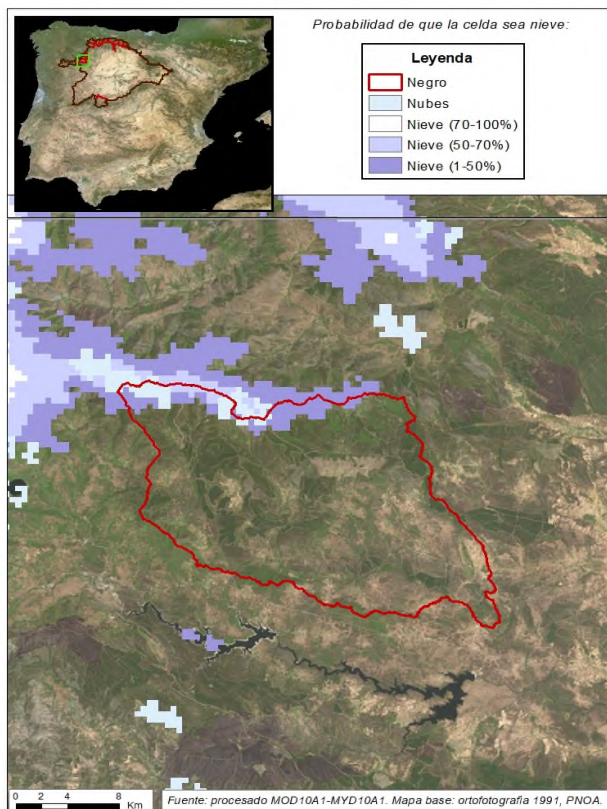 Probabilidad de que la celda sea nieve:
Leyenda
Negro
Nubes
Nieve (70-100%)
Nieve (50-70%)
Nieve (1-50%)
0 2 4 8
Km
Fuente: procesado MOD10A1-MYD10A1. Mapa base: ortofotografia 1991, PNOA